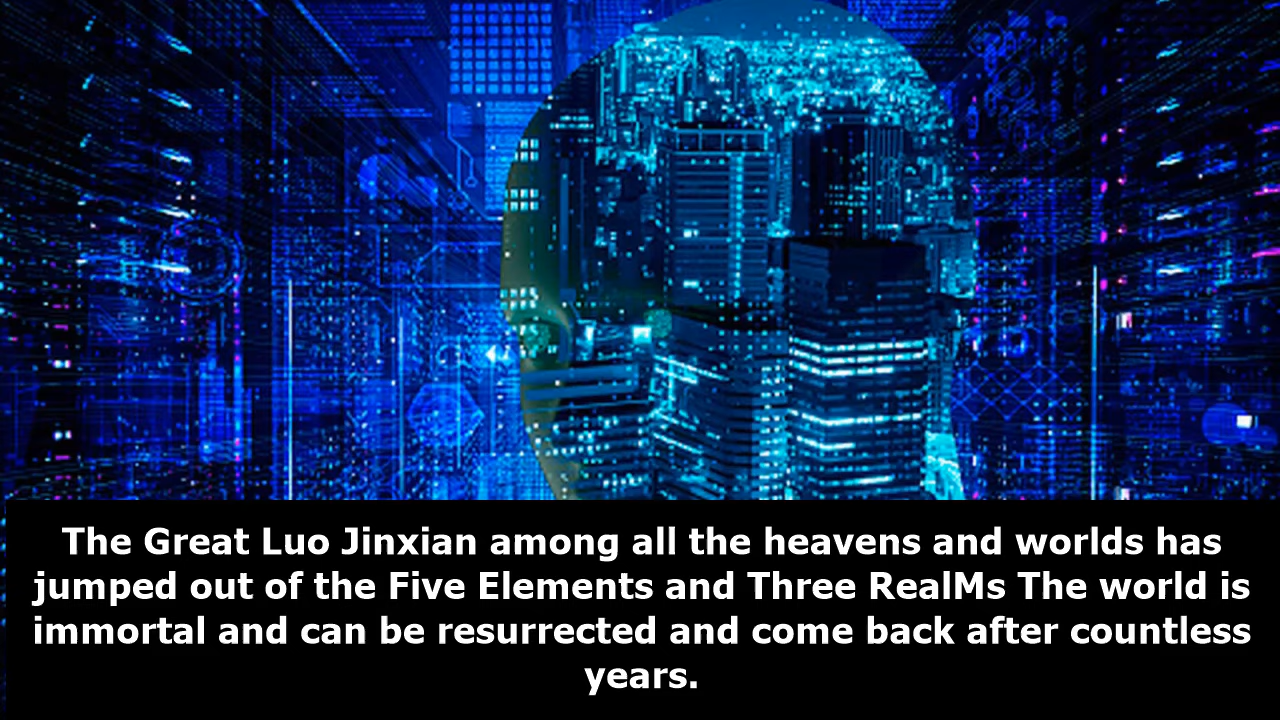 The Great Luo Jinxian among all the heavens and worlds has
jumped out of the Five Elements and Three RealMs The world is
immortal and can be resurrected and come back after countless
years.